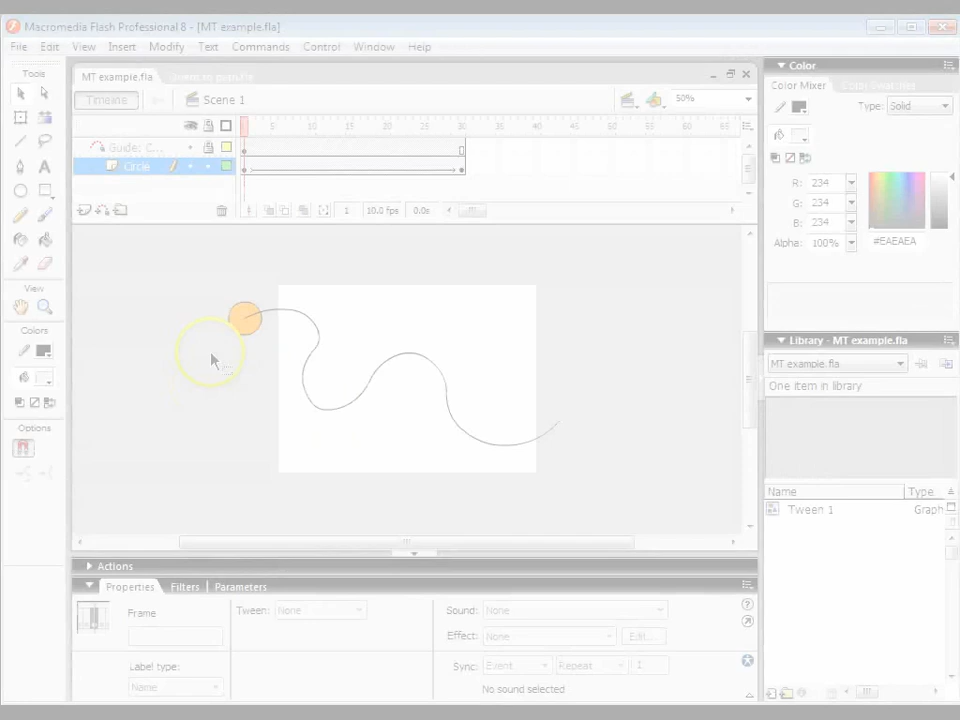 Macromedia Flash Professional 8 - [MT example.fla]
File Edit View Insert Modify Text Commands Control Window Help
Tools
MT example.fla
Timeline
Scene 1
50%
5 10 15 20 25 30 35 40 45 50 55 60
Guide: C...
Circle
1 10.0 fps 0.0s
View
Colors
Options
Color
Color Mixer
Type: Solid
R: 234
G: 234
B: 234
Alpha: 100%
#EAEAEA
Library - MT example.fla
MT example.fla
One item in library
Name Type
Tween 1 Graph
Actions
Properties Filters Parameters
Frame Tween: None Sound: None
Effect: None Edit...
Label type: Sync: Event Repeat 1
Name No sound selected